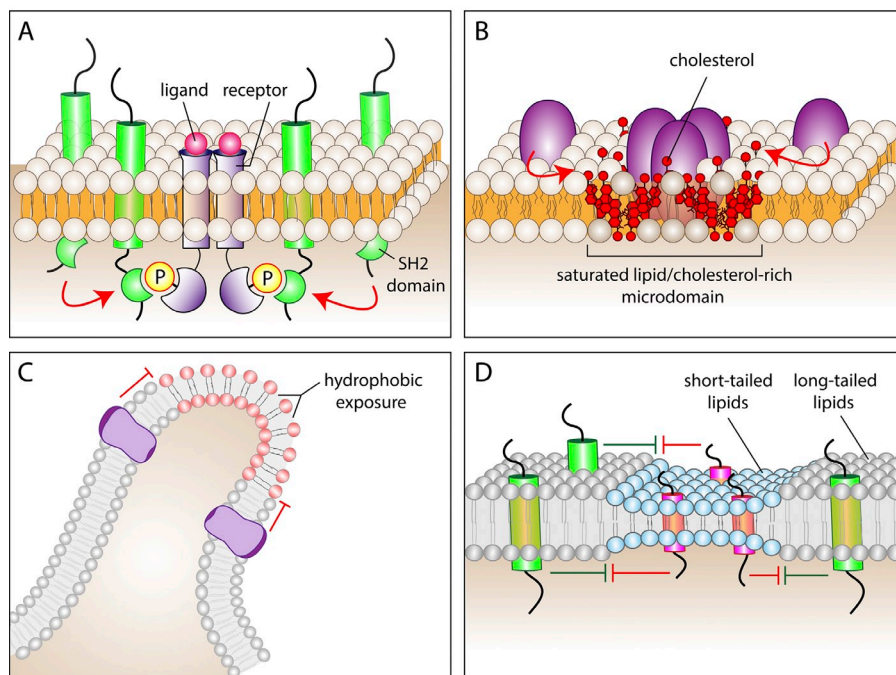 A
ligand
receptor
P
P
SH2
domain
B
cholesterol
saturated lipid/cholesterol-rich
microdomain
C
hydrophobic
exposure
D
short-tailed
lipids
long-tailed
lipids